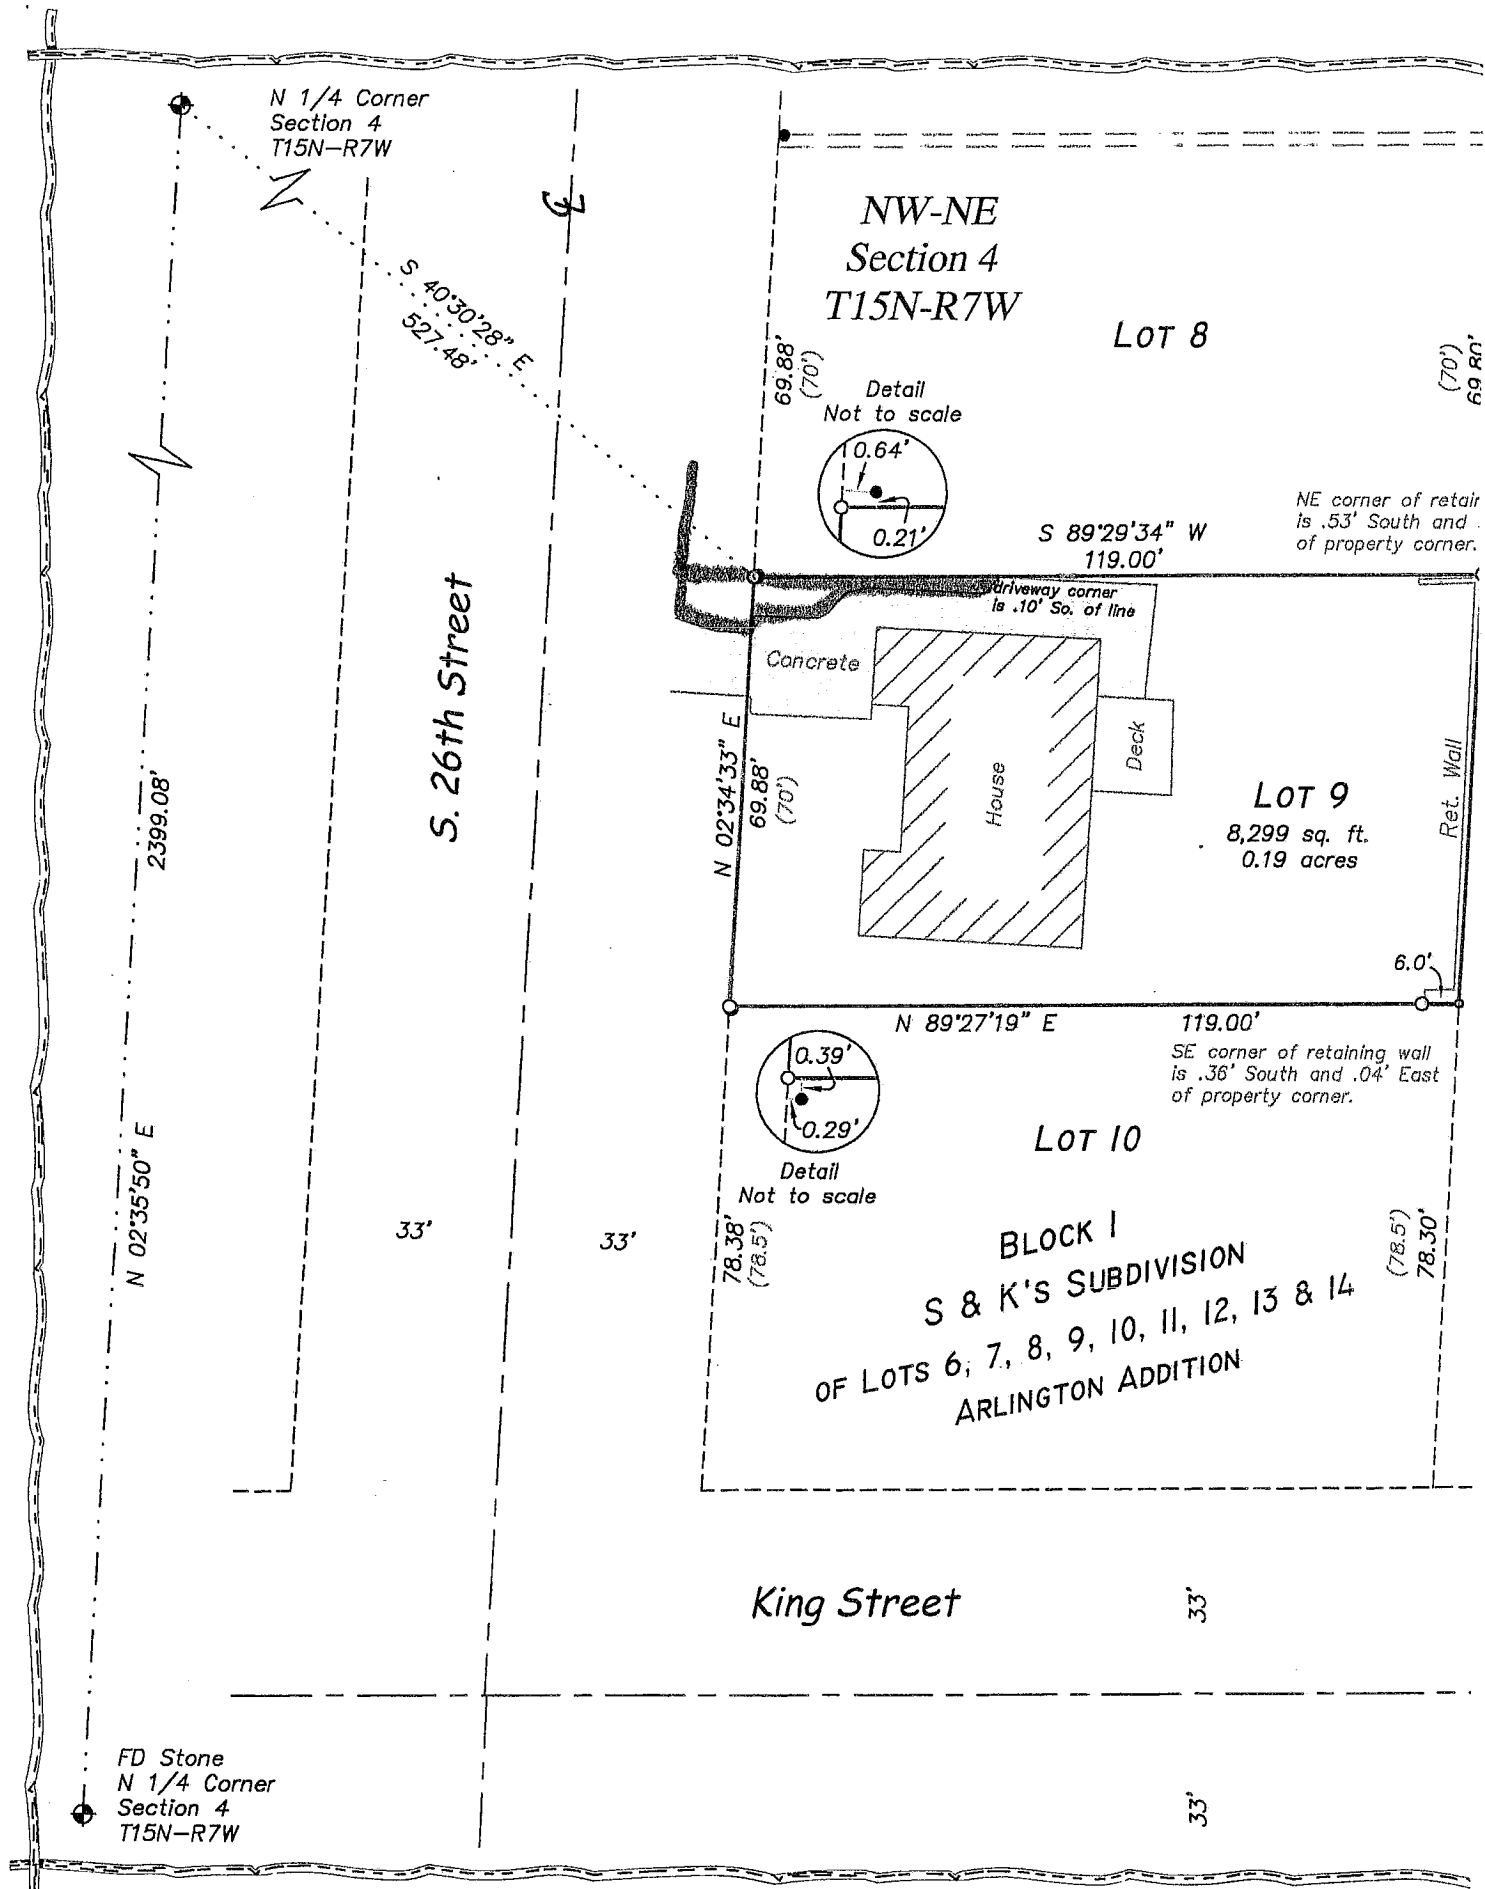 N 1/4 Corner
Section 4
T15N-R7W
NW-NE
Section 4
T15N-R7W
S 40°30'28" E
527.48'
LOT 8
69.88'
(70')
(70')
69.80'
Detail
Not to scale
0.64'
0.21'
NE corner of retair
is .53' South and .
of property corner.
S 89°29'34" W
119.00'
driveway corner
is .10' So. of line
S. 26th Street
Concrete
N 02°34'33" E
69.88'
(70')
House
Deck
LOT 9
8,299 sq. ft.
0.19 acres
Ret. Wall
2399.08'
N 02°35'50" E
6.0'
N 89°27'19" E
119.00'
SE corner of retaining wall
is .36' South and .04' East
of property corner.
0.39'
0.29'
Detail
Not to scale
LOT 10
33'
33'
78.38'
(78.5')
(78.5')
78.30'
BLOCK 1
S & K'S SUBDIVISION
OF LOTS 6, 7, 8, 9, 10, 11, 12, 13 & 14
ARLINGTON ADDITION
King Street
33'
33'
FD Stone
N 1/4 Corner
Section 4
T15N-R7W